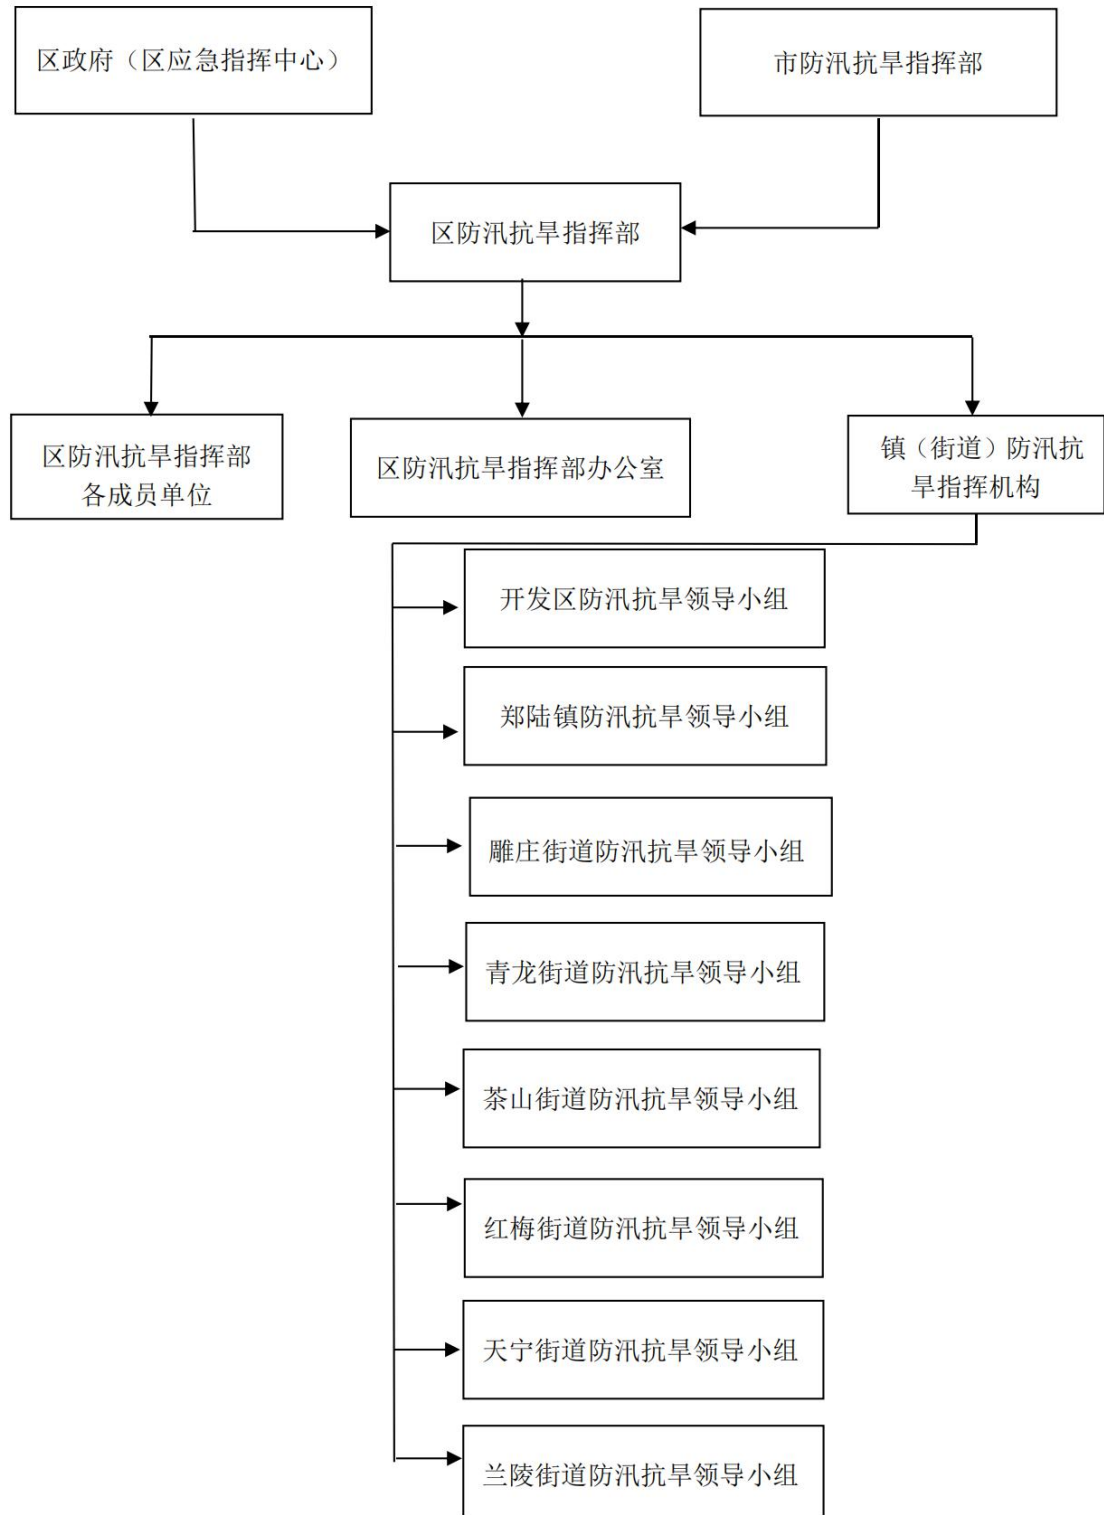 区政府（区应急指挥中心）
市防汛抗旱指挥部
区防汛抗旱指挥部
区防汛抗旱指挥部
各成员单位
区防汛抗旱指挥部办公室
镇（街道）防汛抗
旱指挥机构
开发区防汛抗旱领导小组
郑陆镇防汛抗旱领导小组
雕庄街道防汛抗旱领导小组
青龙街道防汛抗旱领导小组
茶山街道防汛抗旱领导小组
红梅街道防汛抗旱领导小组
天宁街道防汛抗旱领导小组
兰陵街道防汛抗旱领导小组